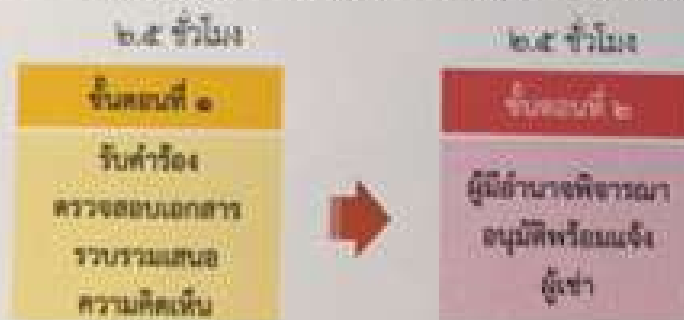 ๒.๕ ชั่วโมง
ขั้นตอนที่ ๑
รับคำร้อง
ตรวจสอบเอกสาร
รวบรวมเสนอ
ความคิดเห็น
๒.๕ ชั่วโมง
ขั้นตอนที่ ๒
ผู้มีอำนาจพิจารณา
อนุมัติพร้อมแจ้ง
ผู้เช่า